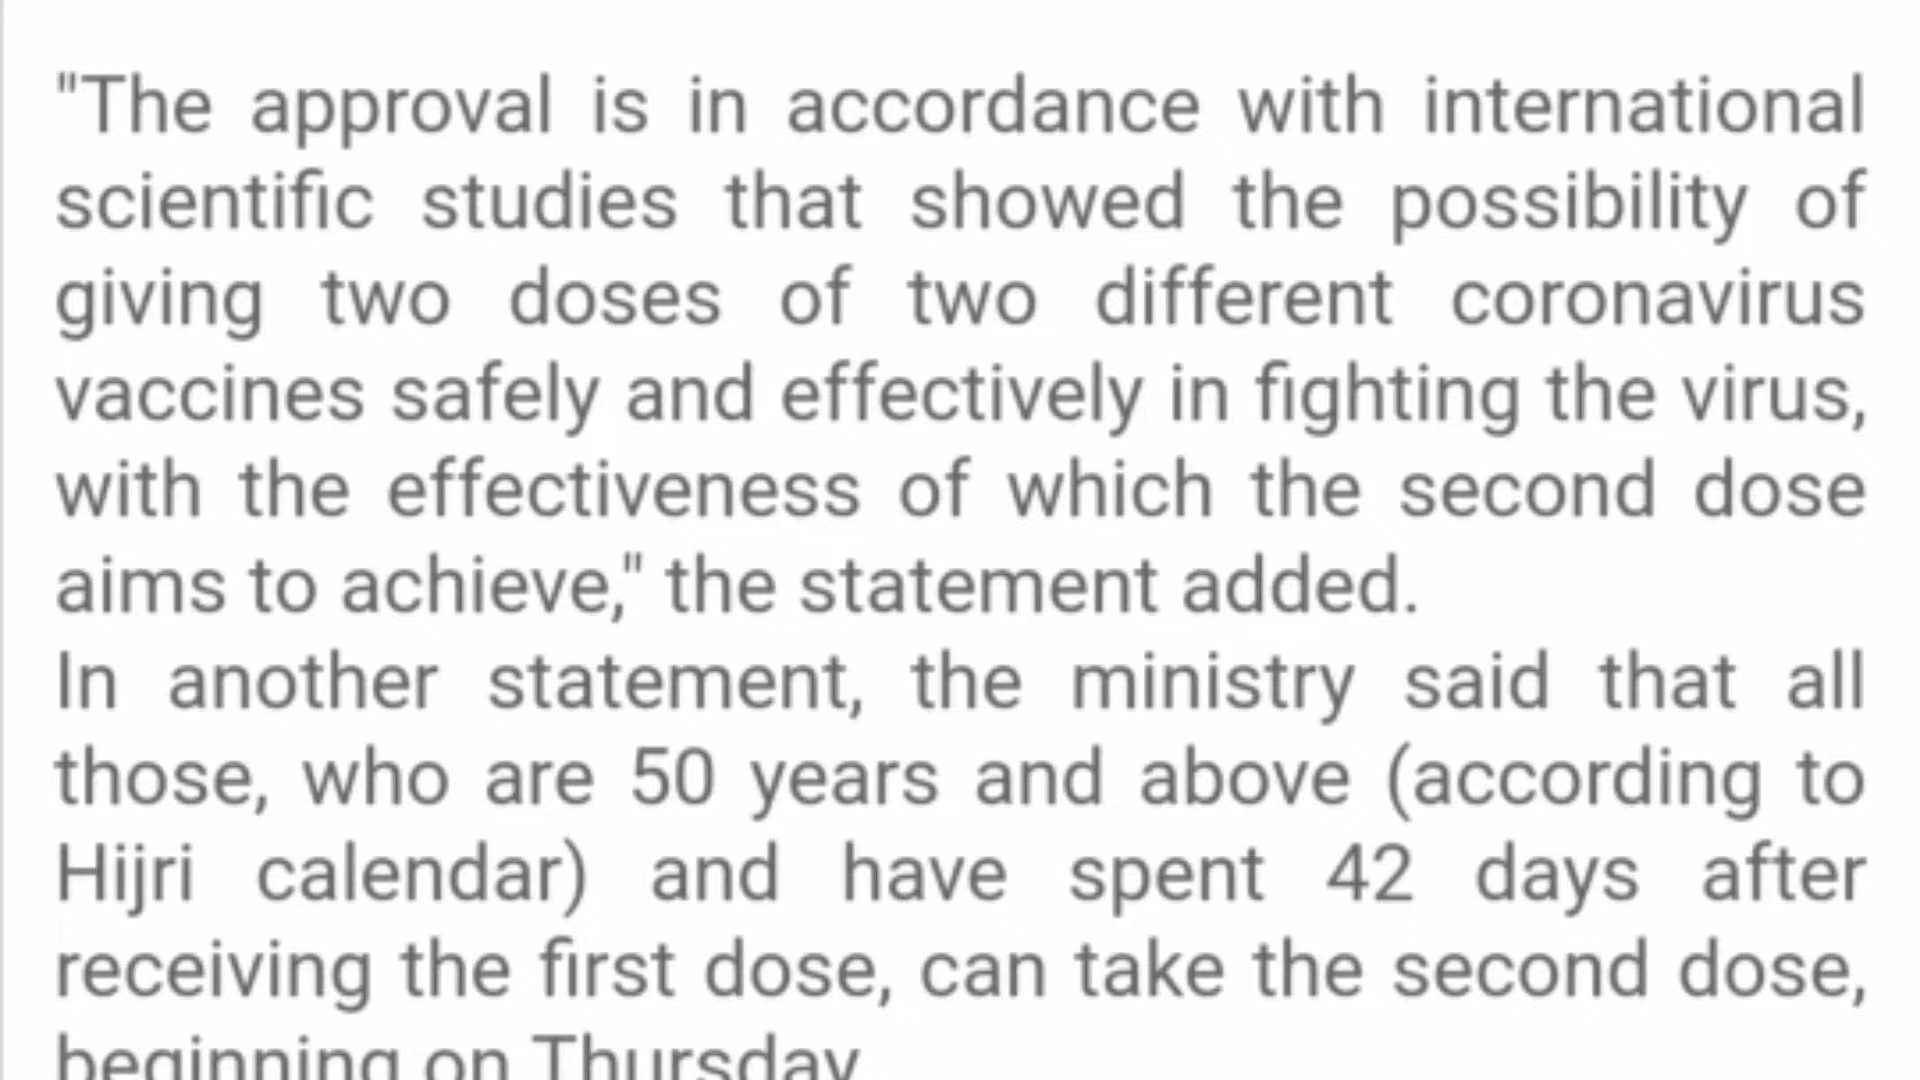 "The approval is in accordance with international
scientific studies that showed the possibility of
giving two doses of two different coronavirus
vaccines safely and effectively in fighting the virus,
with the effectiveness of which the second dose
aims to achieve," the statement added.
In another statement, the ministry said that all
those, who are 50 years and above (according to
Hijri calendar) and have spent 42 days after
receiving the first dose, can take the second dose,
beginning on Thursday